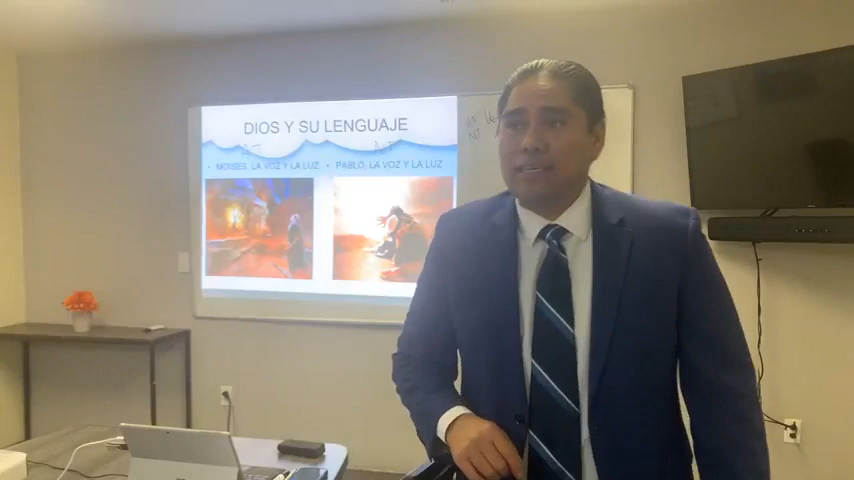 DIOS Y SU LENGUAJE
• MOISES, LA VOZ Y LA LUZ
• PABLO, LA VOZ Y LA LUZ